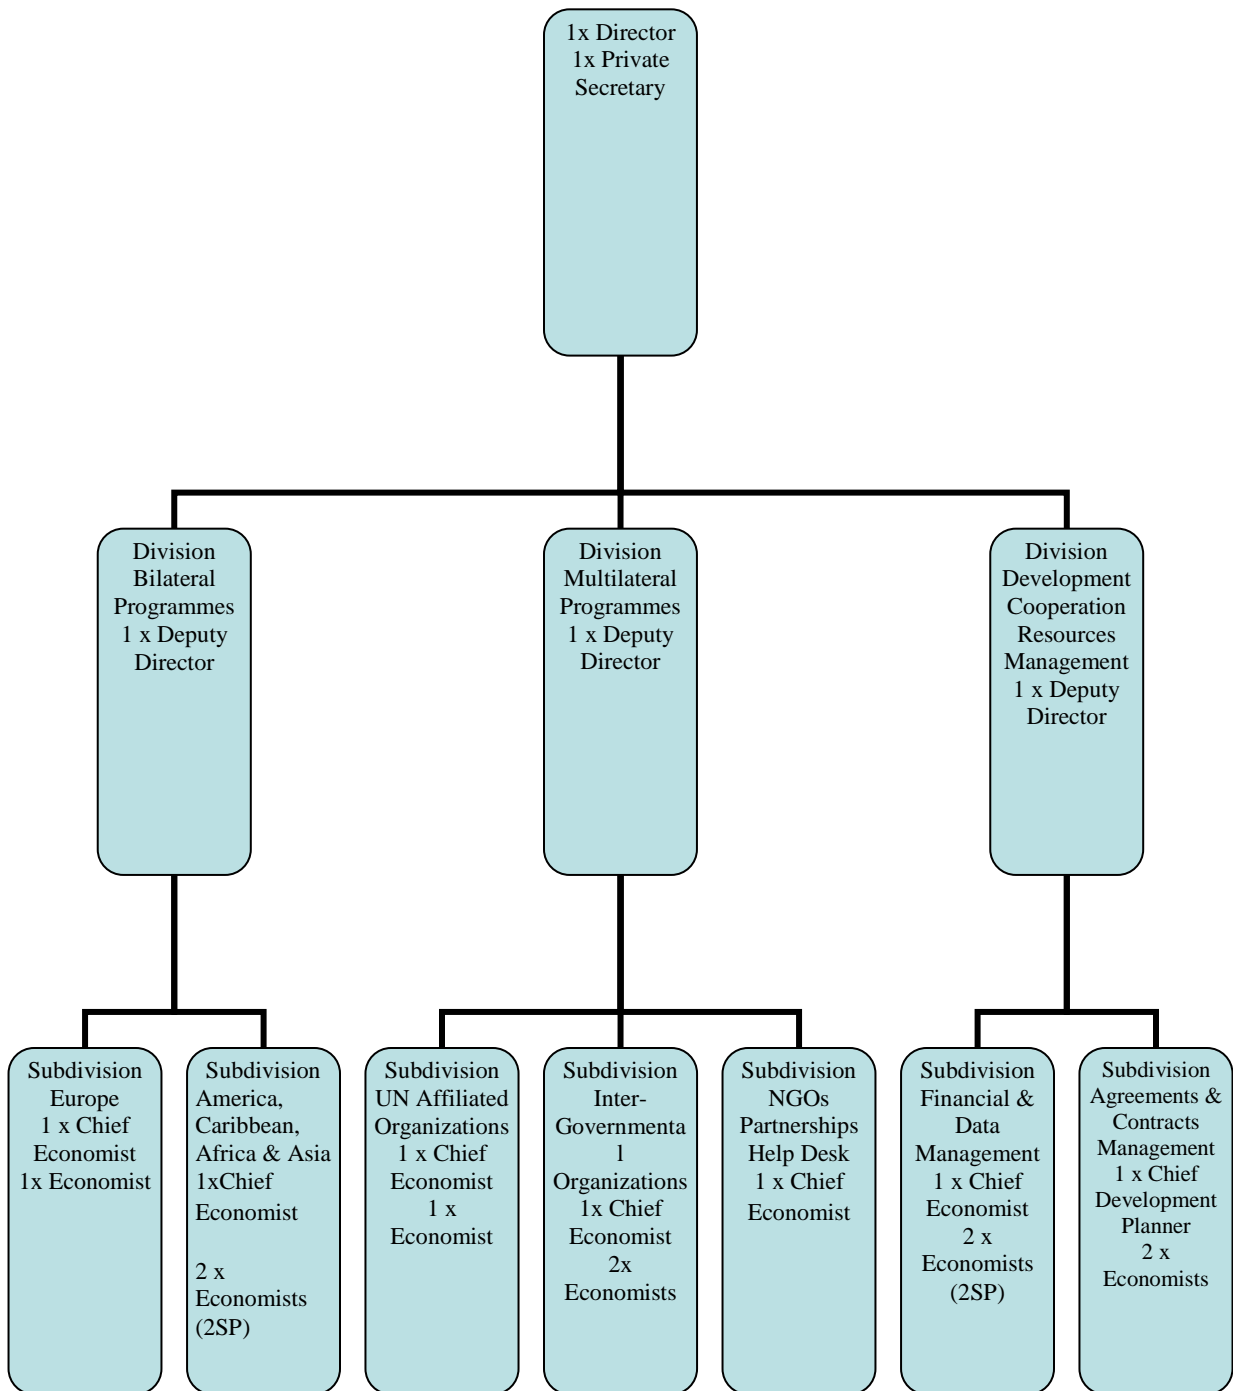 1x Director
1x Private
Secretary
Division
Bilateral
Programmes
1 x Deputy
Director
Division
Multilateral
Programmes
1 x Deputy
Director
Division
Development
Cooperation
Resources
Management
1 x Deputy
Director
Subdivision
Europe
1 x Chief
Economist
1x Economist
Subdivision
America,
Caribbean,
Africa & Asia
1xChief
Economist
2 x
Economists
(2SP)
Subdivision
UN Affiliated
Organizations
1 x Chief
Economist
1 x
Economist
Subdivision
Inter-
Governmenta
l
Organizations
1x Chief
Economist
2x
Economists
Subdivision
NGOs
Partnerships
Help Desk
1 x Chief
Economist
Subdivision
Financial &
Data
Management
1 x Chief
Economist
2 x
Economists
(2SP)
Subdivision
Agreements &
Contracts
Management
1 x Chief
Development
Planner
2 x
Economists